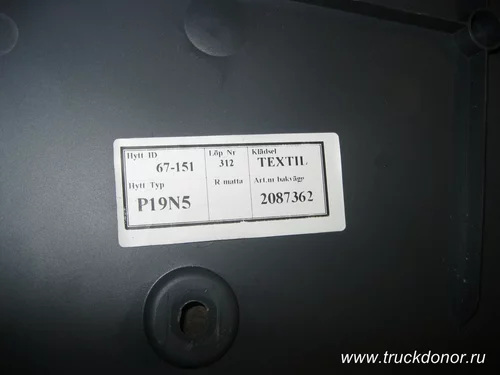 Hytt ID Löp Nr Klädsel
67-151 312 TEXTIL
Hytt Typ R matta Art.nr bakvägg
P19N5 2087362
www.truckdonor.ru